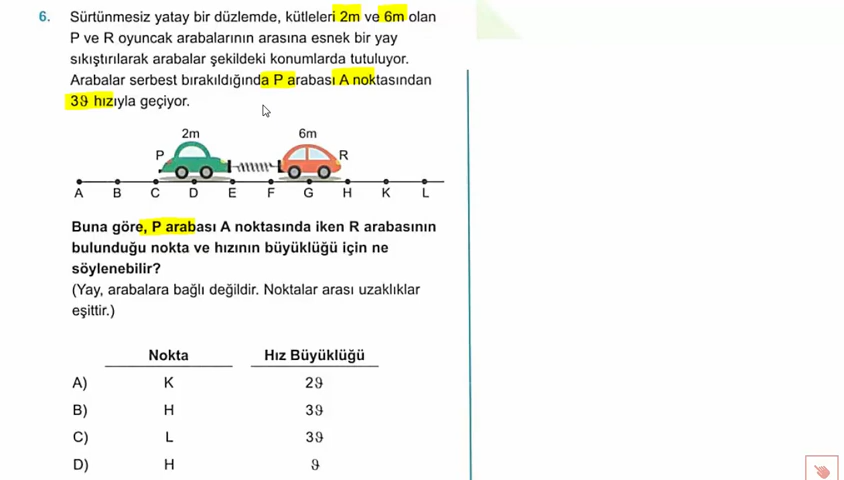 6. Sürtünmesiz yatay bir düzlemde, kütleleri 2m ve 6m olan
P ve R oyuncak arabalarının arasına esnek bir yay
sıkıştırılarak arabalar şekildeki konumlarda tutuluyor.
Arabalar serbest bırakıldığında P arabası A noktasından
3ϑ hızıyla geçiyor.
2m 6m
P R
A B C D E F G H K L
Buna göre, P arabası A noktasında iken R arabasının
bulunduğu nokta ve hızının büyüklüğü için ne
söylenebilir?
(Yay, arabalara bağlı değildir. Noktalar arası uzaklıklar
eşittir.)
Nokta Hız Büyüklüğü
A) K 2ϑ
B) H 3ϑ
C) L 3ϑ
D) H ϑ